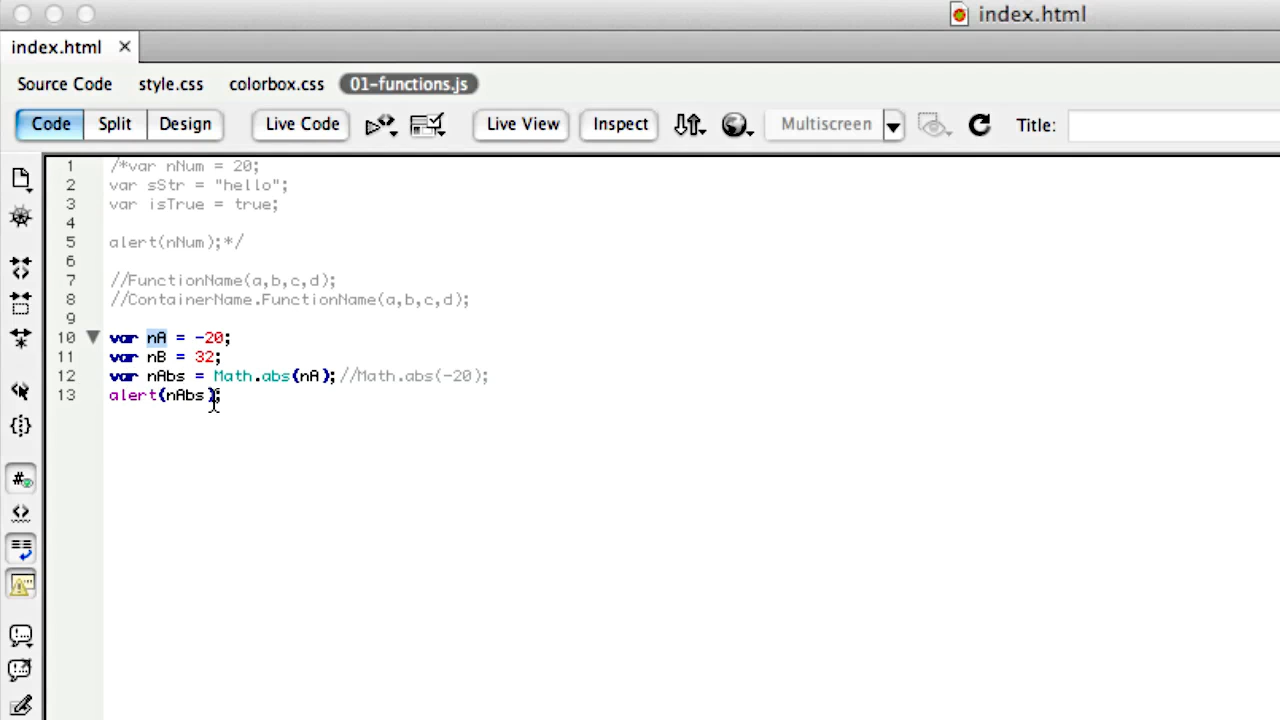 index.html
index.html ×
Source Code style.css colorbox.css 01-functions.js
Code Split Design Live Code Live View Inspect Multiscreen Title:
1 /*var nNum = 20;
2 var sStr = "hello";
3 var isTrue = true;
4
5 alert(nNum);*/
6
7 //FunctionName(a,b,c,d);
8 //ContainerName.FunctionName(a,b,c,d);
9
10 var nA = -20;
11 var nB = 32;
12 var nAbs = Math.abs(nA);//Math.abs(-20);
13 alert(nAbs);